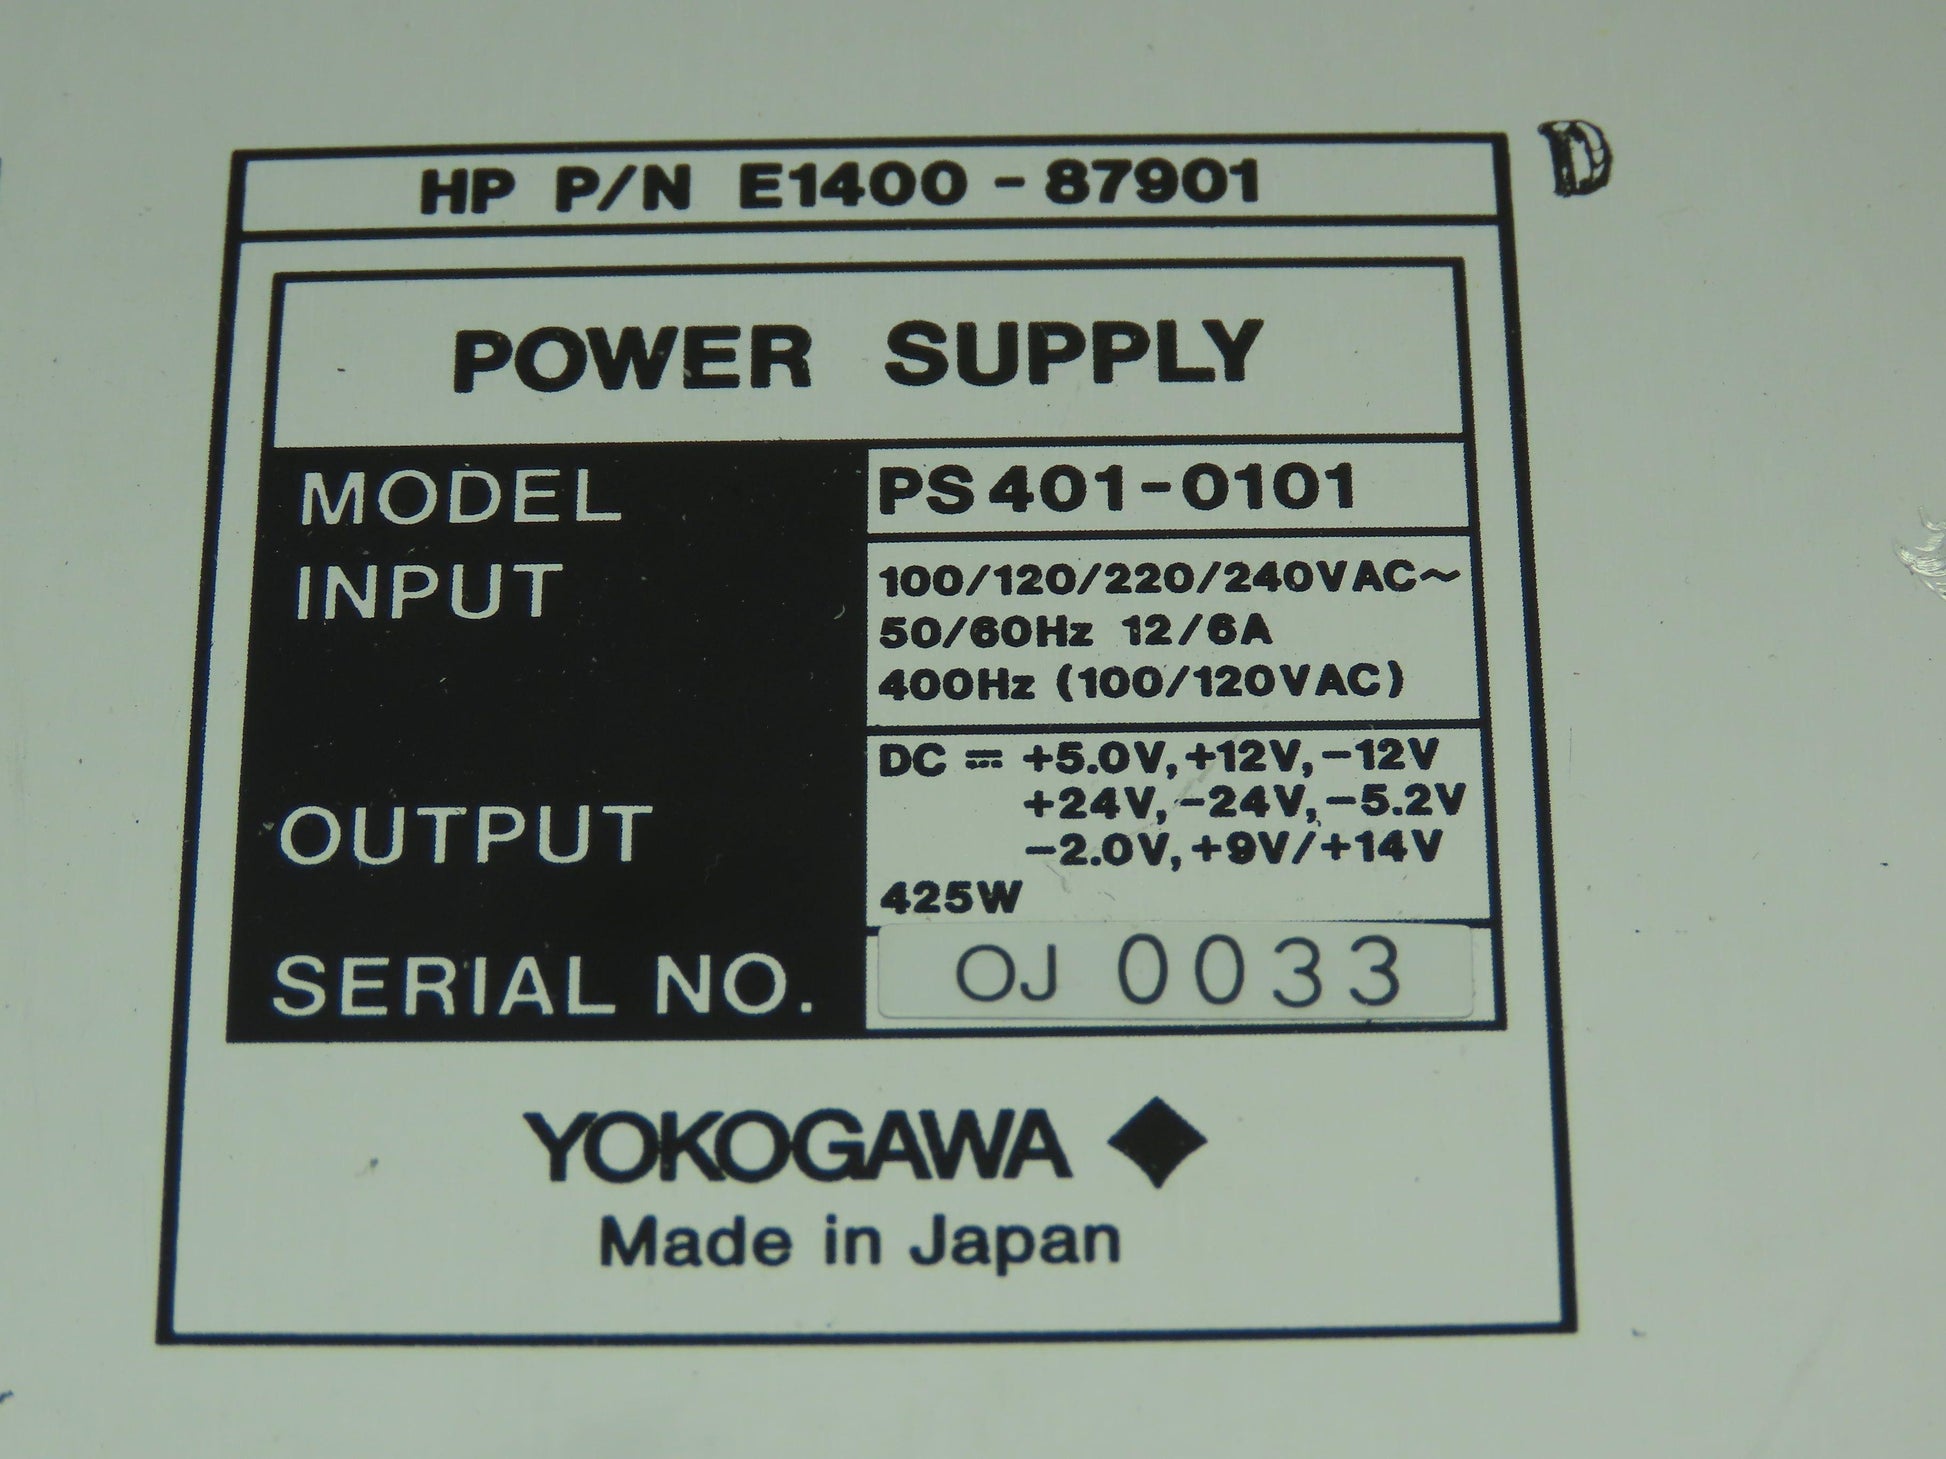 HP P/N E1400-87901
D
POWER SUPPLY
MODEL PS401-0101
INPUT 100/120/220/240VAC~
50/60Hz 12/6A
400Hz (100/120VAC)
OUTPUT DC ⎓ +5.0V, +12V, -12V
+24V, -24V, -5.2V
-2.0V, +9V/+14V
425W
SERIAL NO. OJ 0033
YOKOGAWA ◆
Made in Japan